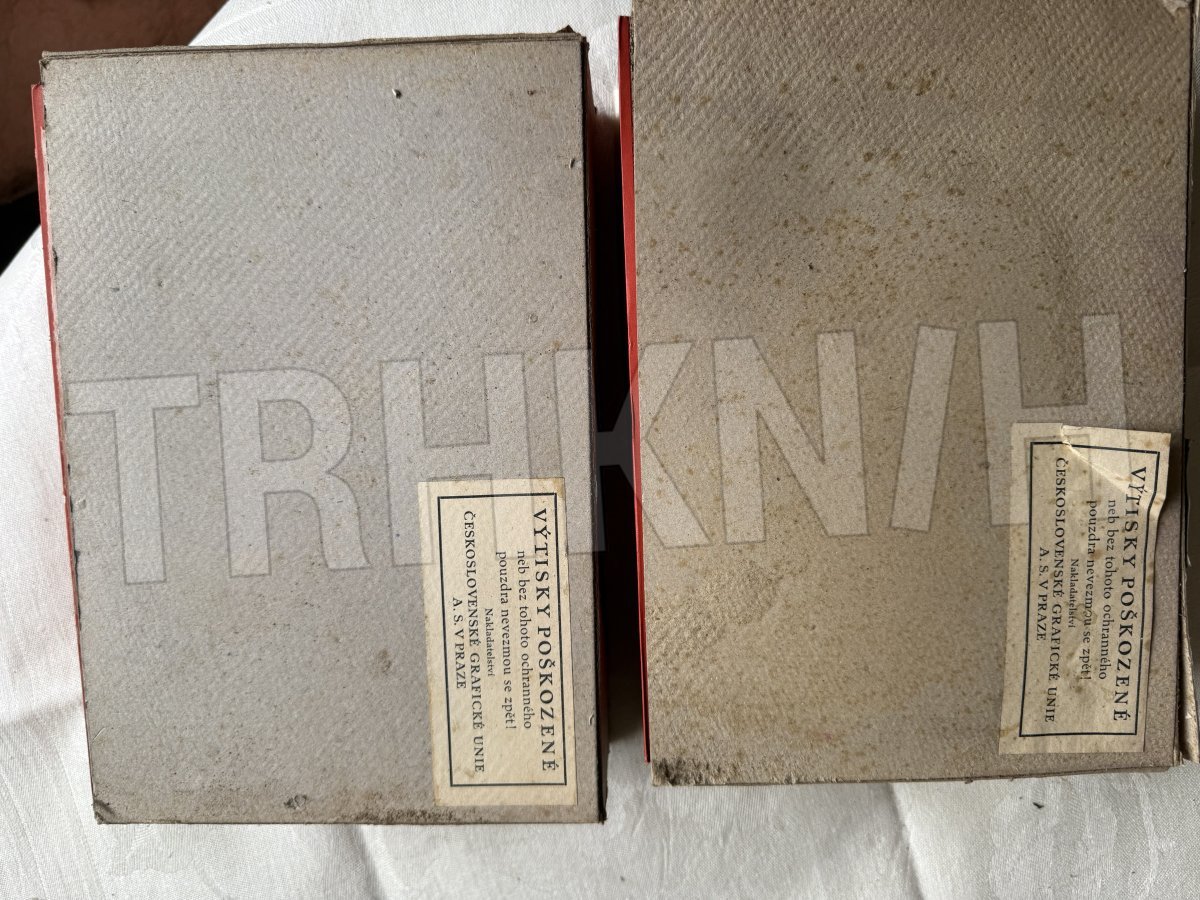 VÝTISKY POŠKOZENÉ
neb bez tohoto ochranného
pouzdra nevezmou se zpět!
Nakladatelství
ČESKOSLOVENSKÉ GRAFICKÉ UNIE
A. S. V PRAZE
VÝTISKY POŠKOZENÉ
neb bez tohoto ochranného
pouzdra nevezmou se zpět!
Nakladatelství
ČESKOSLOVENSKÉ GRAFICKÉ UNIE
A. S. V PRAZE
TRHKNIH